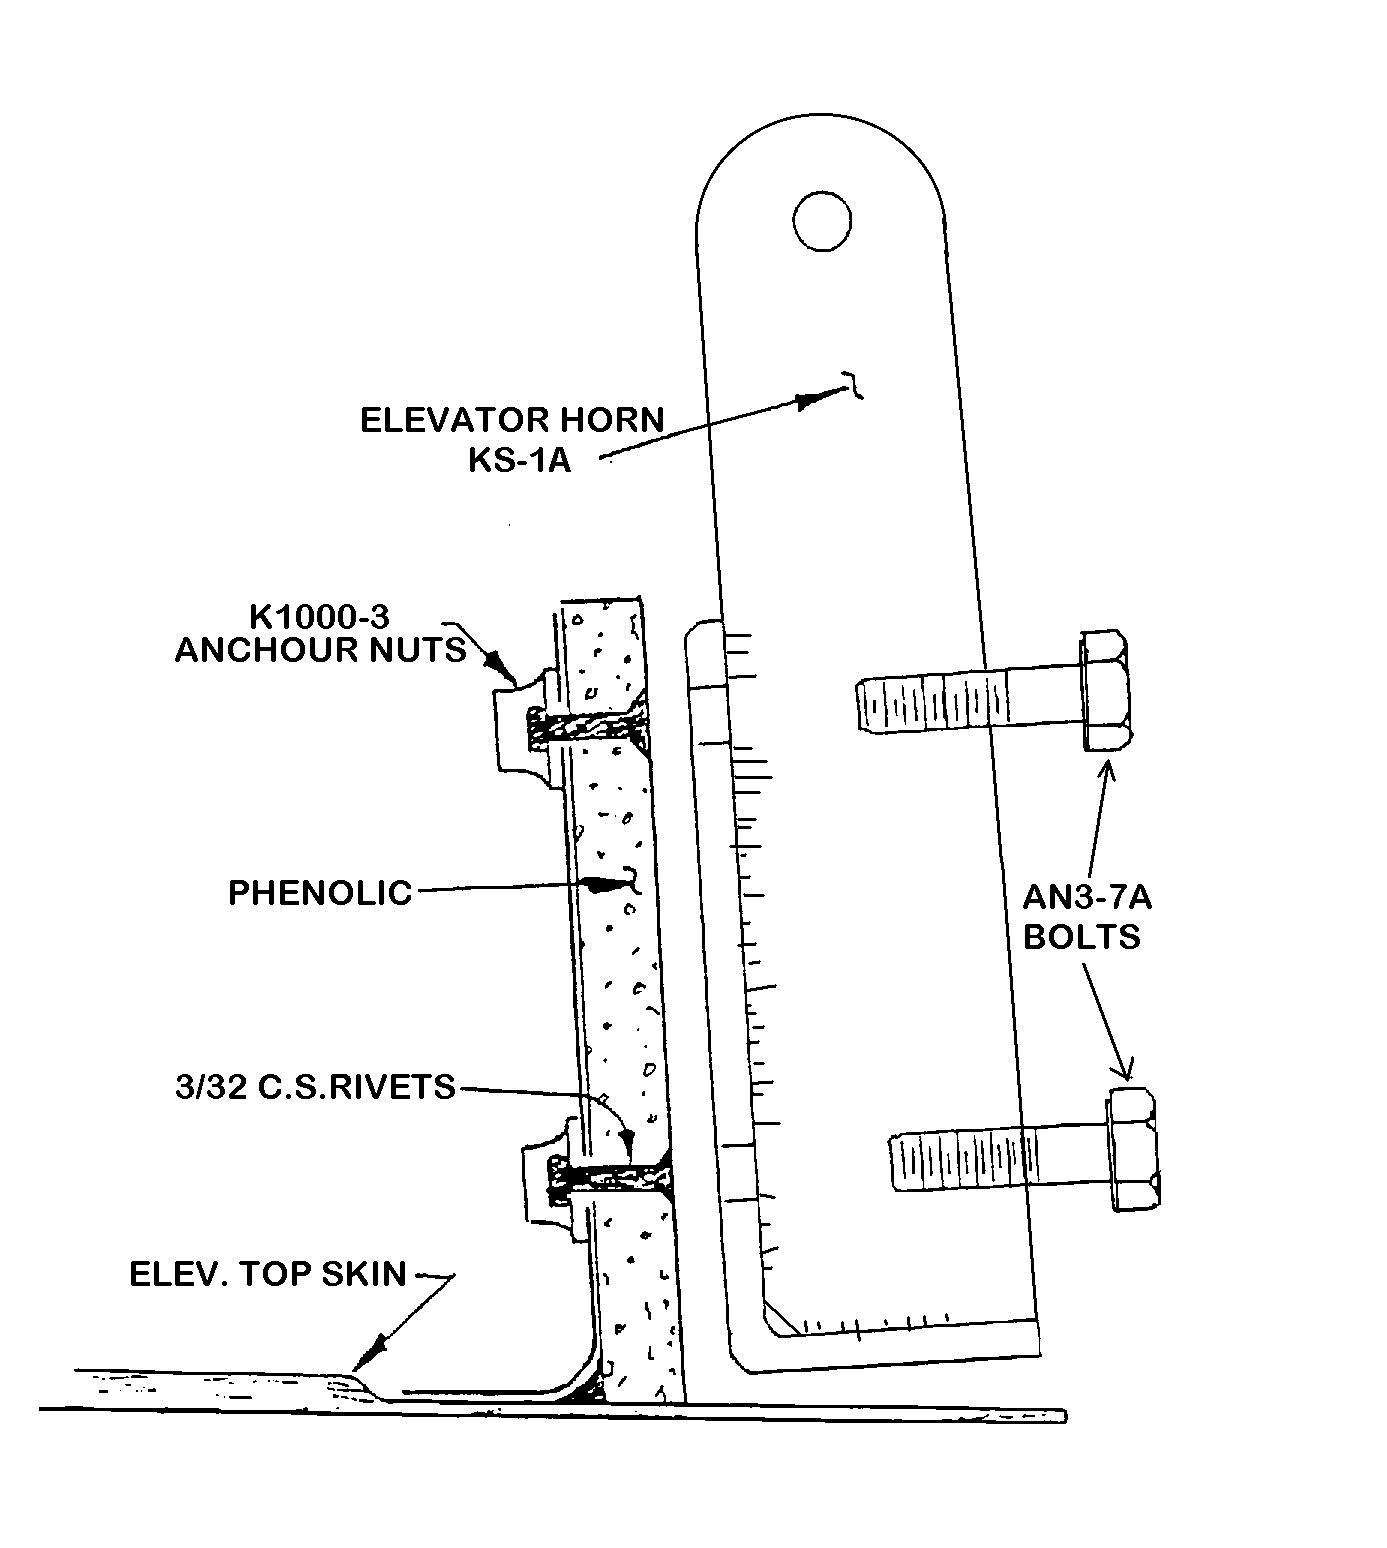 ELEVATOR HORN
KS-1A
K1000-3
ANCHOUR NUTS
PHENOLIC
AN3-7A
BOLTS
3/32 C.S.RIVETS
ELEV. TOP SKIN